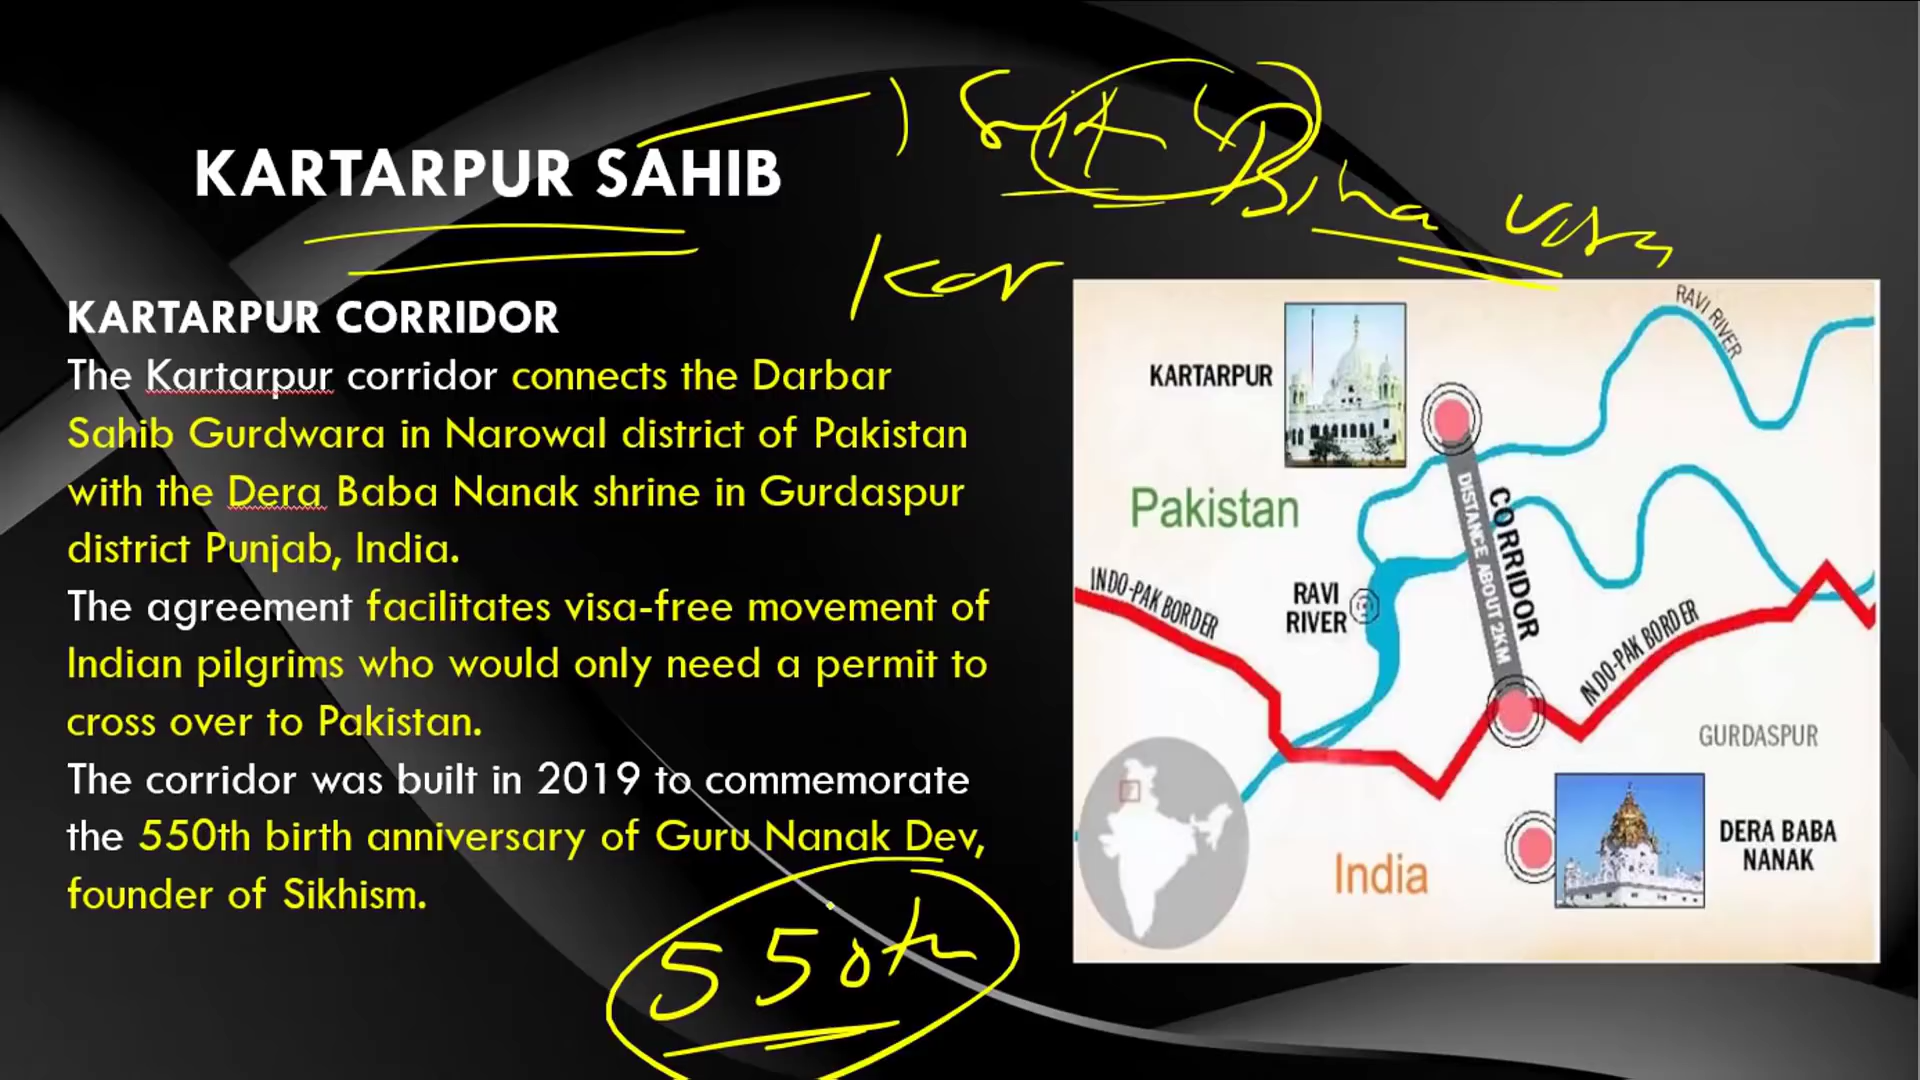 KARTARPUR SAHIB
Kar
KARTARPUR CORRIDOR
The Kartarpur corridor connects the Darbar
Sahib Gurdwara in Narowal district of Pakistan
with the Dera Baba Nanak shrine in Gurdaspur
district Punjab, India.
The agreement facilitates visa-free movement of
Indian pilgrims who would only need a permit to
cross over to Pakistan.
The corridor was built in 2019 to commemorate
the 550th birth anniversary of Guru Nanak Dev,
founder of Sikhism.
550th
RAVI RIVER
KARTARPUR
Pakistan
CORRIDOR
DISTANCE ABOUT 2KM
INDO-PAK BORDER
RAVI
RIVER
INDO-PAK BORDER
GURDASPUR
DERA BABA
NANAK
India